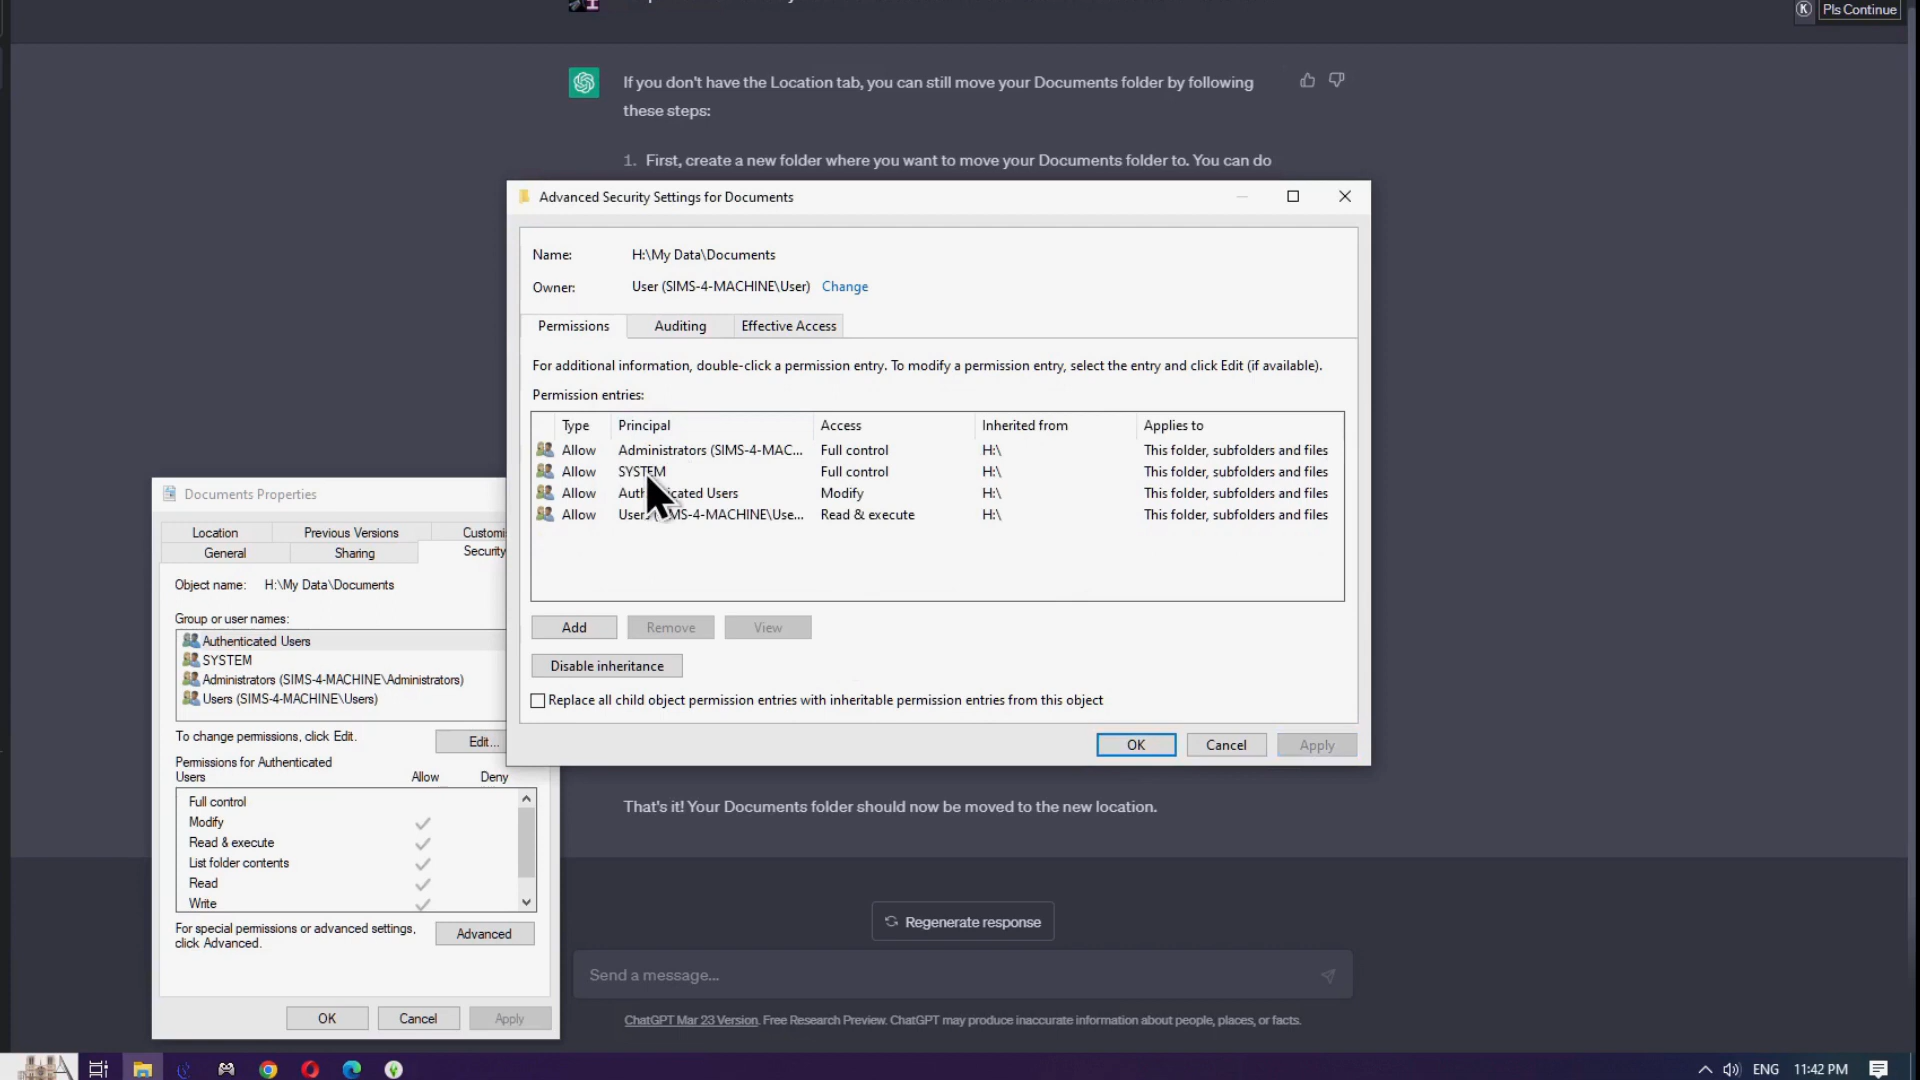 K Pls Continue
If you don't have the Location tab, you can still move your Documents folder by following
these steps:
1. First, create a new folder where you want to move your Documents folder to. You can do
Advanced Security Settings for Documents
Name: H:\My Data\Documents
Owner: User (SIMS-4-MACHINE\User) Change
Permissions Auditing Effective Access
For additional information, double-click a permission entry. To modify a permission entry, select the entry and click Edit (if available).
Permission entries:
Type Principal Access Inherited from Applies to
Allow Administrators (SIMS-4-MAC... Full control H:\ This folder, subfolders and files
Allow SYSTEM Full control H:\ This folder, subfolders and files
Allow Authenticated Users Modify H:\ This folder, subfolders and files
Allow Users (SIMS-4-MACHINE\Use... Read & execute H:\ This folder, subfolders and files
Add Remove View
Disable inheritance
Replace all child object permission entries with inheritable permission entries from this object
OK Cancel Apply
Documents Properties
Location Previous Versions Customi
General Sharing Security
Object name: H:\My Data\Documents
Group or user names:
Authenticated Users
SYSTEM
Administrators (SIMS-4-MACHINE\Administrators)
Users (SIMS-4-MACHINE\Users)
To change permissions, click Edit. Edit...
Permissions for Authenticated
Users Allow Deny
Full control
Modify
Read & execute
List folder contents
Read
Write
For special permissions or advanced settings,
click Advanced. Advanced
OK Cancel Apply
That's it! Your Documents folder should now be moved to the new location.
Regenerate response
Send a message...
ChatGPT Mar 23 Version. Free Research Preview. ChatGPT may produce inaccurate information about people, places, or facts.
ENG 11:42 PM